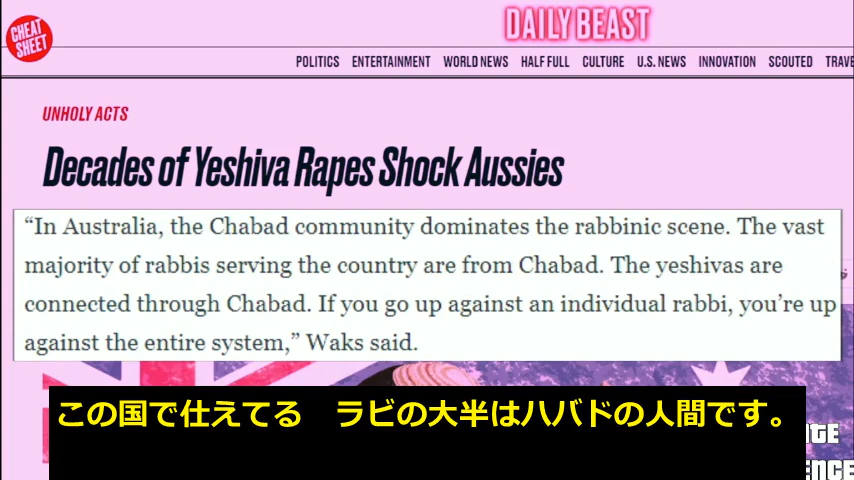 CHEAT
SHEET
DAILY BEAST
POLITICS ENTERTAINMENT WORLD NEWS HALF FULL CULTURE U.S. NEWS INNOVATION SCOUTED TRAVE
UNHOLY ACTS
Decades of Yeshiva Rapes Shock Aussies
“In Australia, the Chabad community dominates the rabbinic scene. The vast
majority of rabbis serving the country are from Chabad. The yeshivas are
connected through Chabad. If you go up against an individual rabbi, you’re up
against the entire system,” Waks said.
この国で仕えてる　ラビの大半はハバドの人間です。